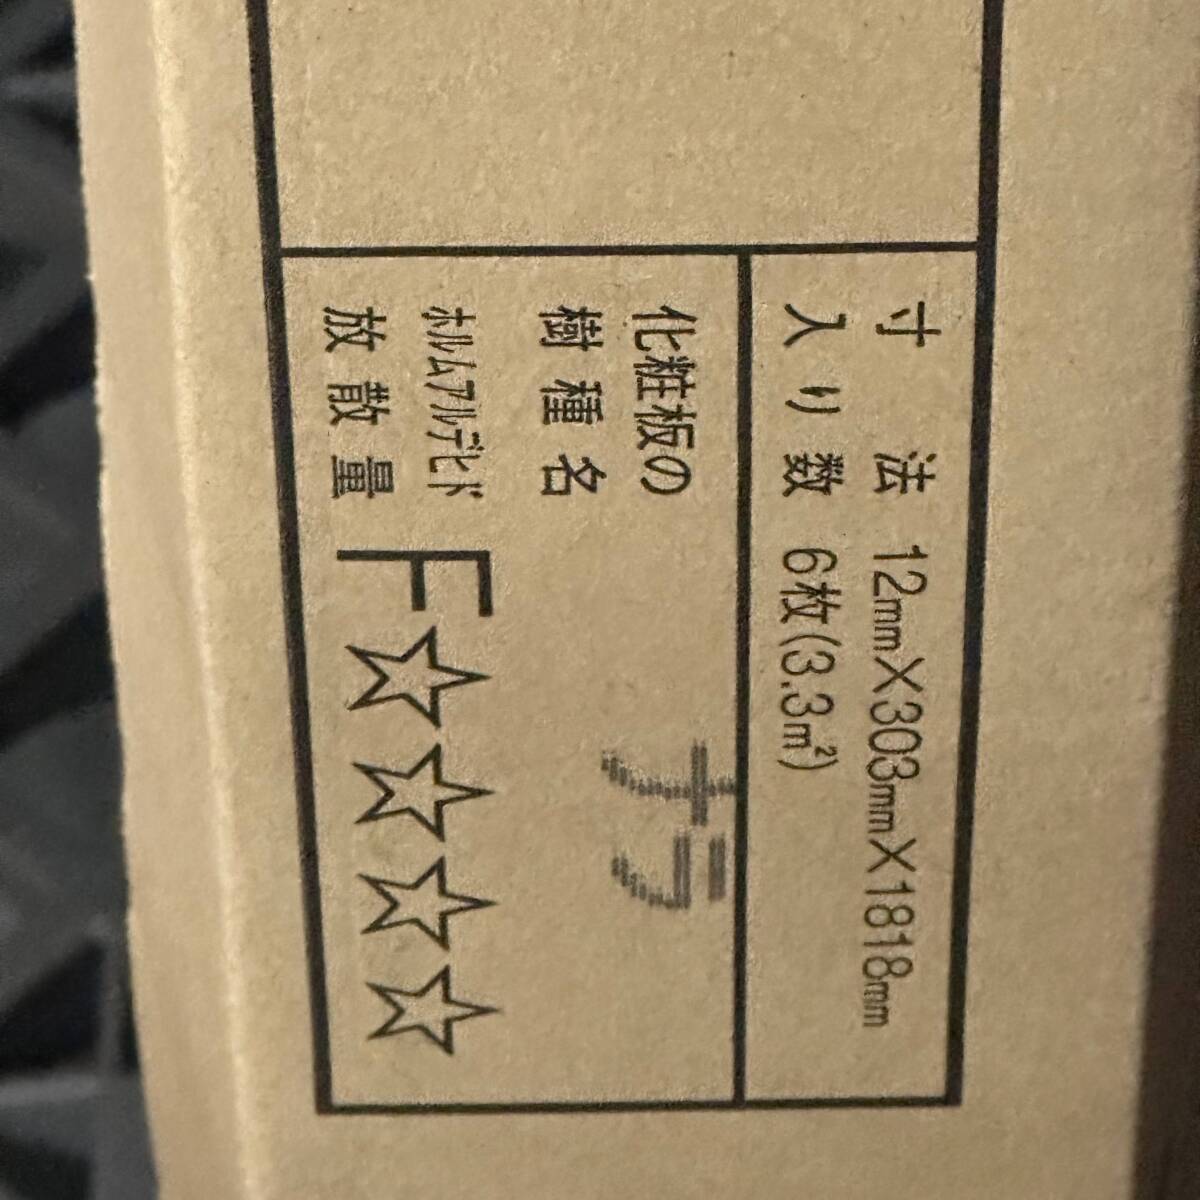 寸法 12mm×303mm×1818mm
入り数 6枚(3.3㎡)
化粧板の
樹種名 ナラ
ホルムアルデヒド
放散量 F☆☆☆☆